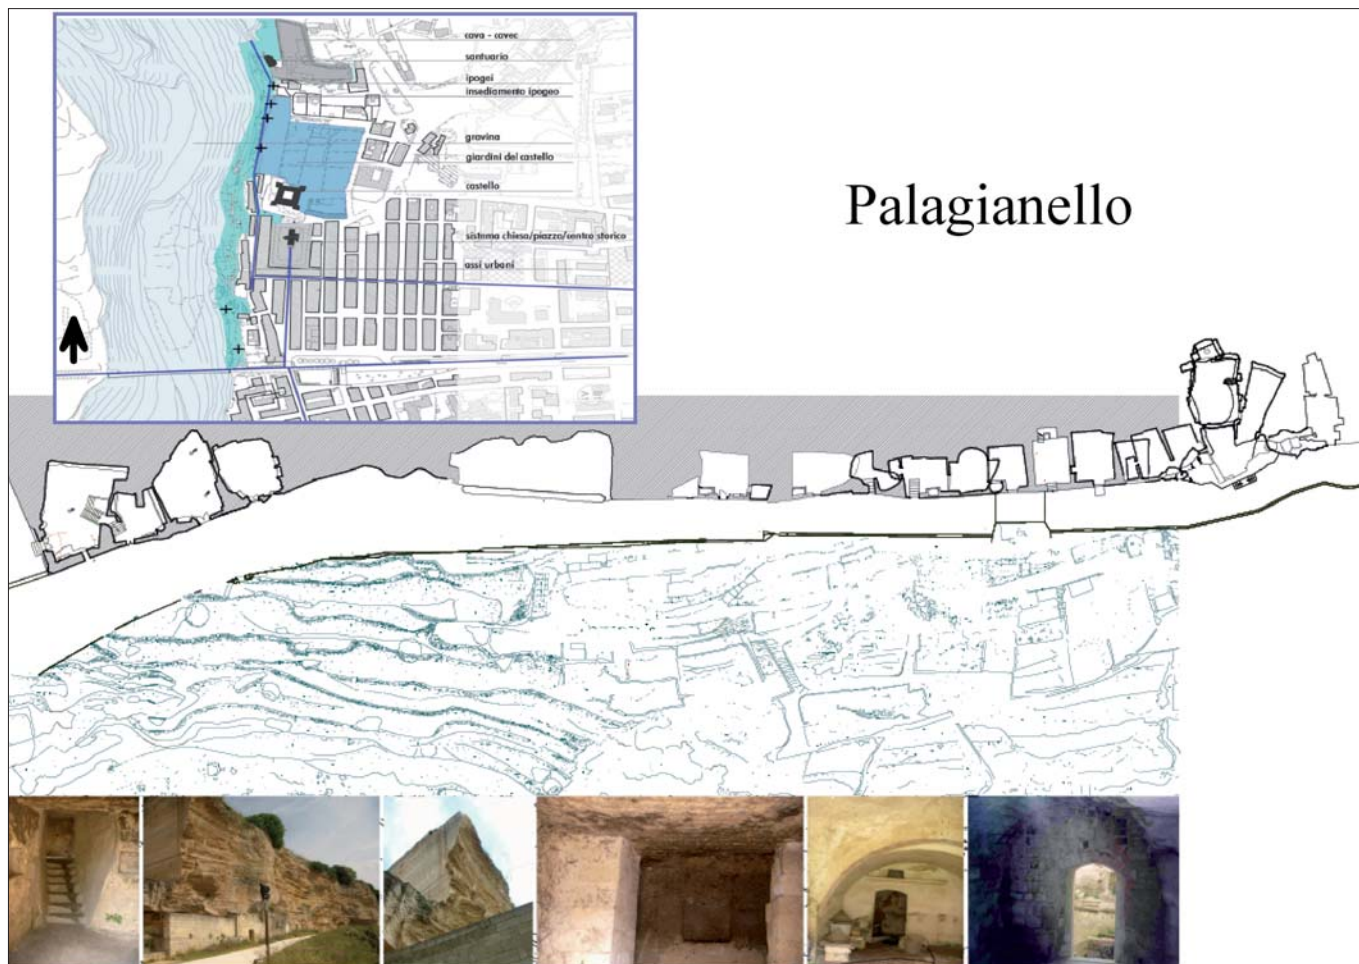 cava - cavec
santuario
ipogei
insediamento ipogeo
gravina
giardini del castello
castello
sistema chiesa/piazza/centro storico
assi urbani
Palagianello